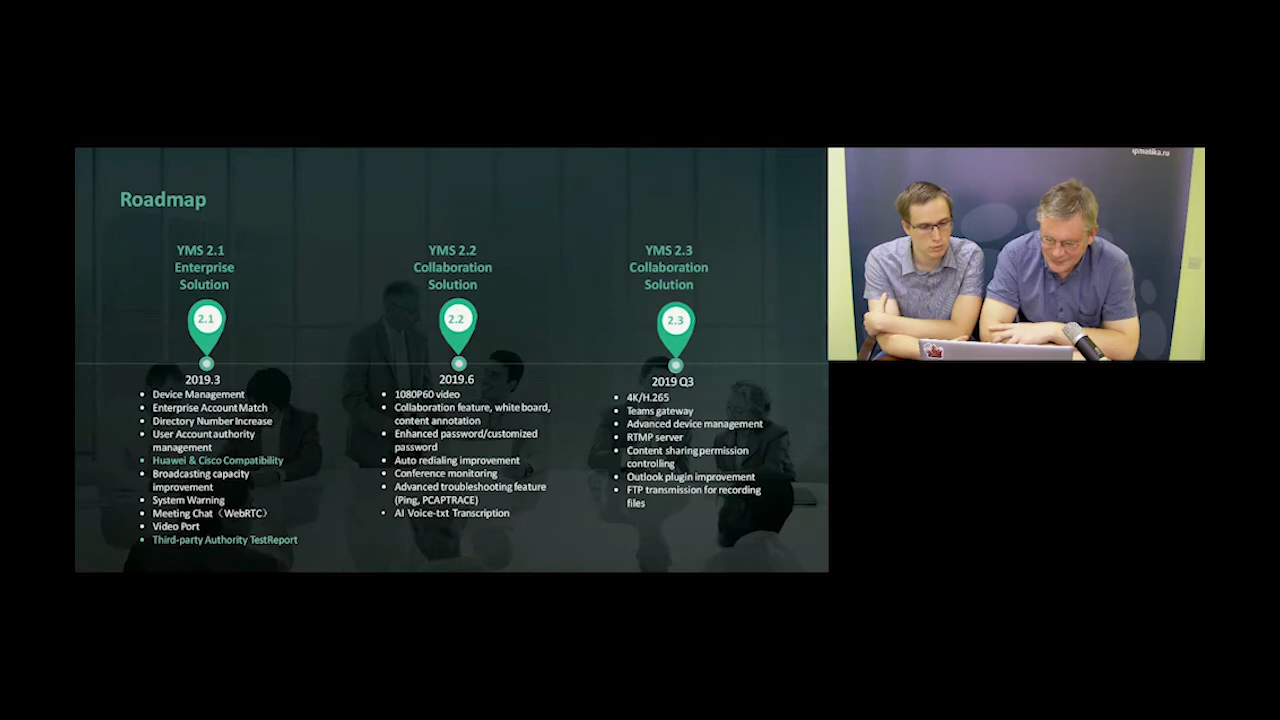 Roadmap
YMS 2.1
Enterprise
Solution
2.1
2019.3
• Device Management
• Enterprise Account Match
• Directory Number Increase
• User Account authority
management
• Huawei & Cisco Compatibility
• Broadcasting capacity
improvement
• System Warning
• Meeting Chat（WebRTC）
• Video Port
• Third-party Authority TestReport
YMS 2.2
Collaboration
Solution
2.2
2019.6
• 1080P60 video
• Collaboration feature, white board,
content annotation
• Enhanced password/customized
password
• Auto redialing improvement
• Conference monitoring
• Advanced troubleshooting feature
(Ping, PCAPTRACE)
• AI Voice-txt Transcription
YMS 2.3
Collaboration
Solution
2.3
2019 Q3
• 4K/H.265
• Teams gateway
• Advanced device management
• RTMP server
• Content sharing permission
controlling
• Outlook plugin improvement
• FTP transmission for recording
files
ipmatika.ru